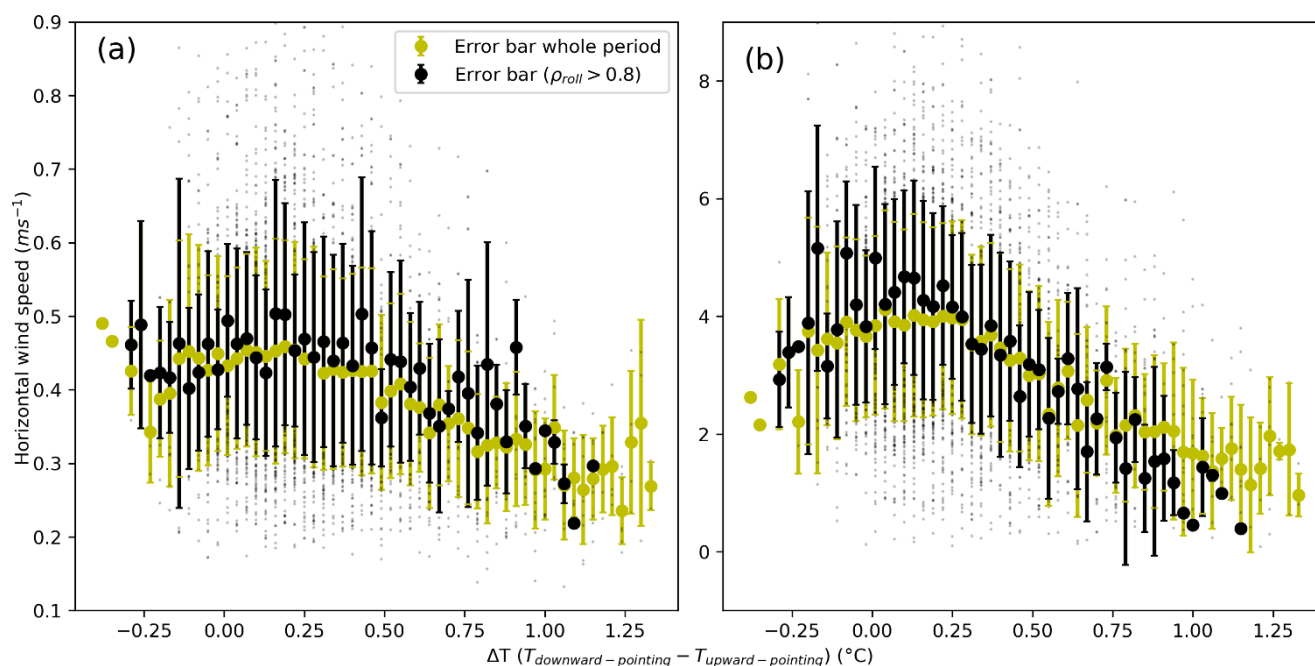 (a)
Error bar whole period
Error bar (ρ_roll > 0.8)
0.9
0.8
0.7
0.6
0.5
0.4
0.3
0.2
0.1
Horizontal wind speed (ms⁻¹)
−0.25 0.00 0.25 0.50 0.75 1.00 1.25
(b)
8
6
4
2
0
−0.25 0.00 0.25 0.50 0.75 1.00 1.25
ΔT (T_downward−pointing − T_upward−pointing) (°C)